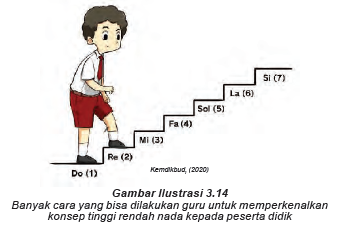 Si (7)
La (6)
Sol (5)
Fa (4)
Mi (3)
Re (2)
Do (1)
Kemdikbud, (2020)
Gambar Ilustrasi 3.14
Banyak cara yang bisa dilakukan guru untuk memperkenalkan
konsep tinggi rendah nada kepada peserta didik